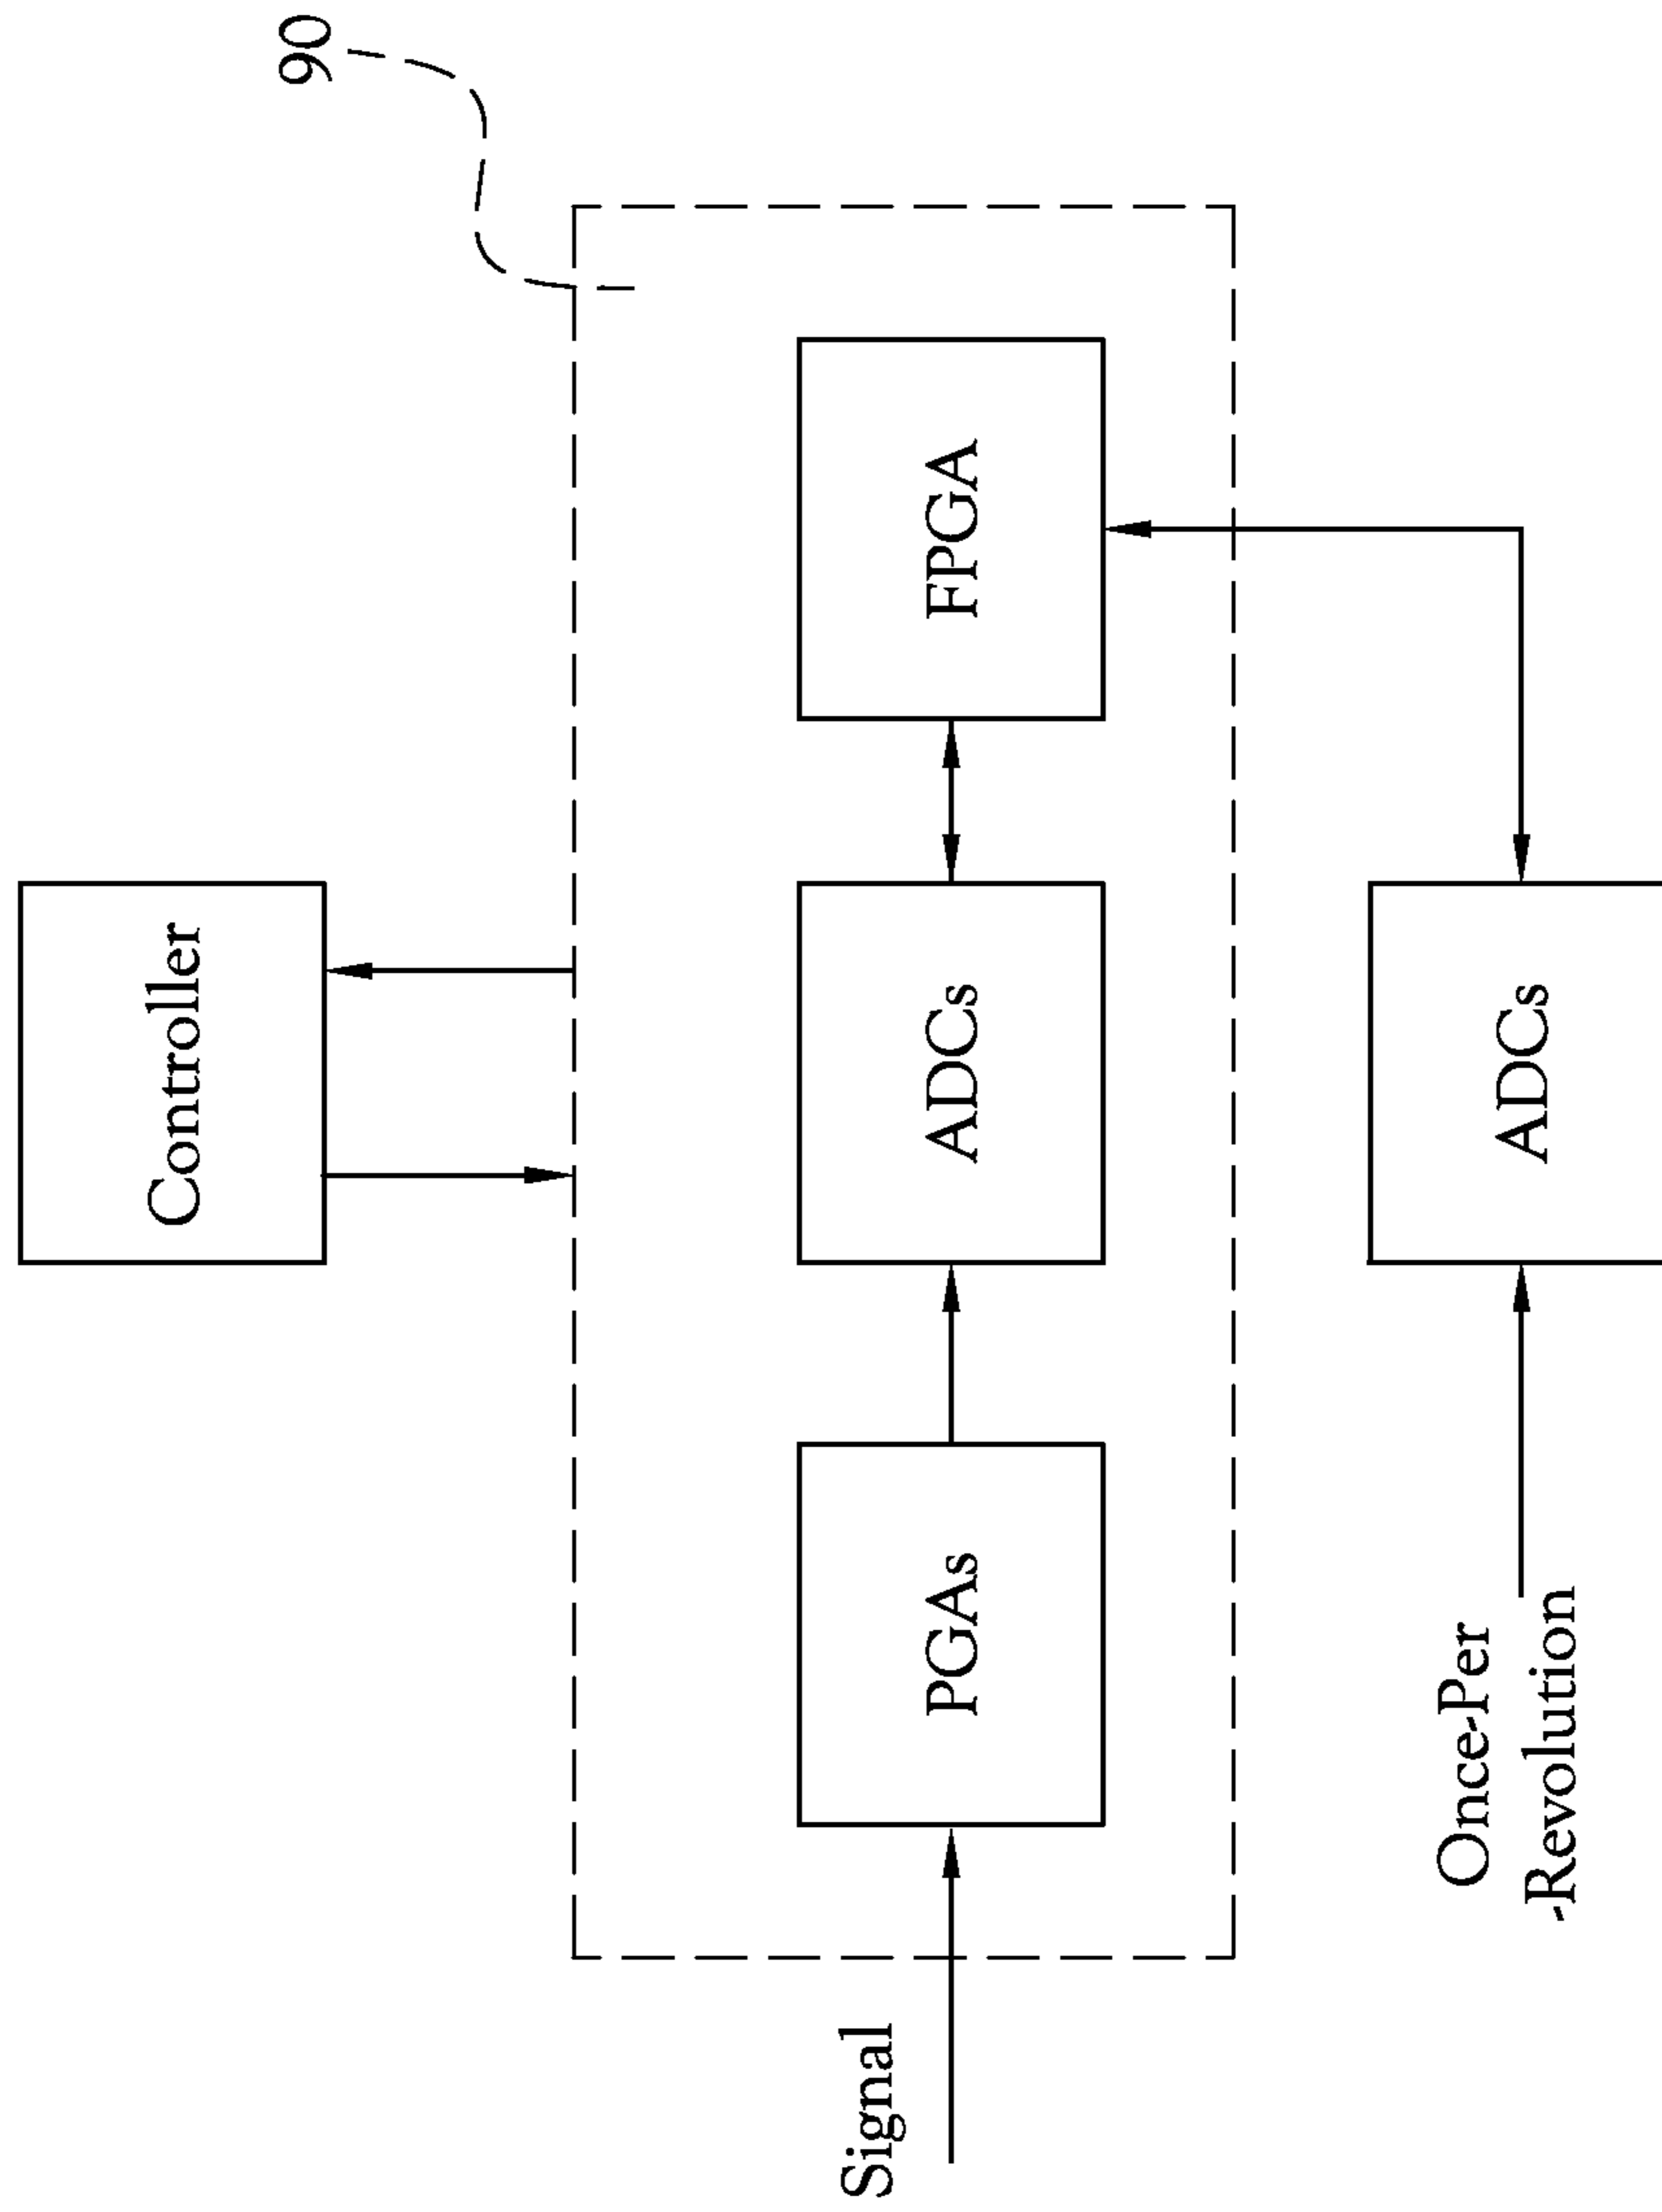 90
Controller
Signal
PGAs
ADCs
FPGA
Once-Per
-Revolution
ADCs